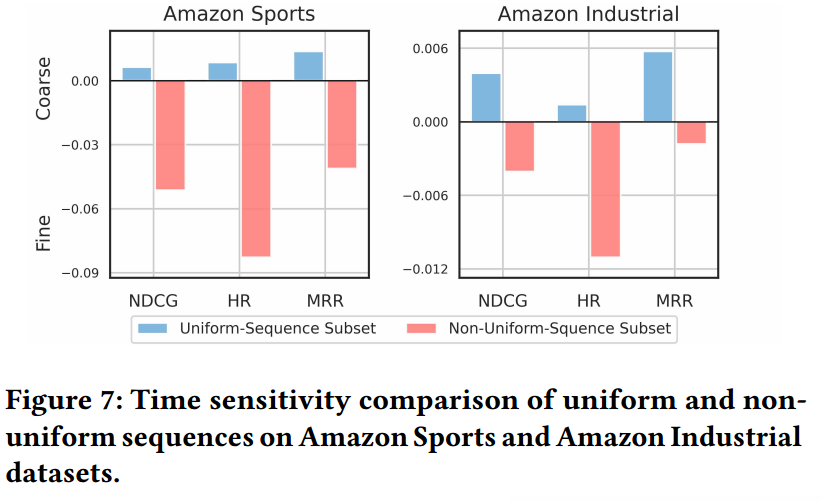 Amazon Sports
Amazon Industrial
Coarse
Fine
0.00
−0.03
−0.06
−0.09
0.006
0.000
−0.006
−0.012
NDCG HR MRR
NDCG HR MRR
Uniform-Sequence Subset Non-Uniform-Squence Subset
Figure 7: Time sensitivity comparison of uniform and non-
uniform sequences on Amazon Sports and Amazon Industrial
datasets.